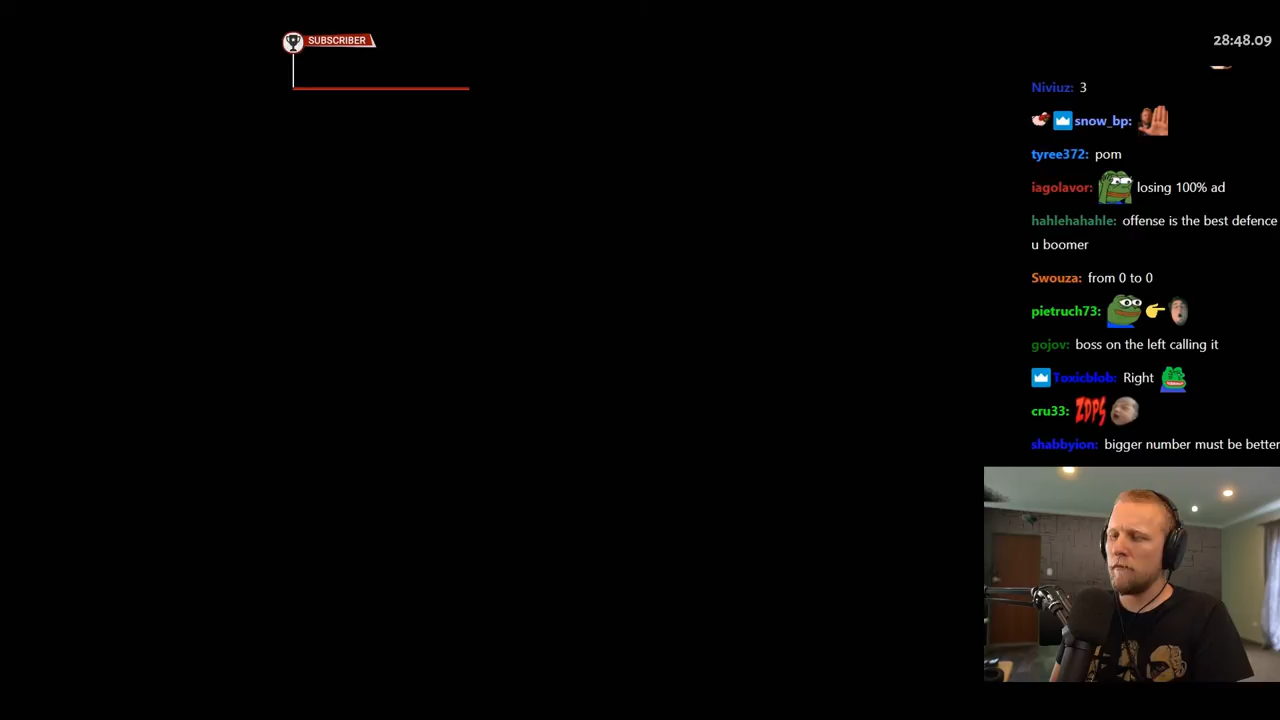 SUBSCRIBER
28:48.09
Niviuz: 3
snow_bp:
tyree372: pom
iagolavor: losing 100% ad
hahlehahahle: offense is the best defence
u boomer
Swouza: from 0 to 0
pietruch73:
gojov: boss on the left calling it
Toxicblob: Right
cru33: ZDPS
shabbyion: bigger number must be better